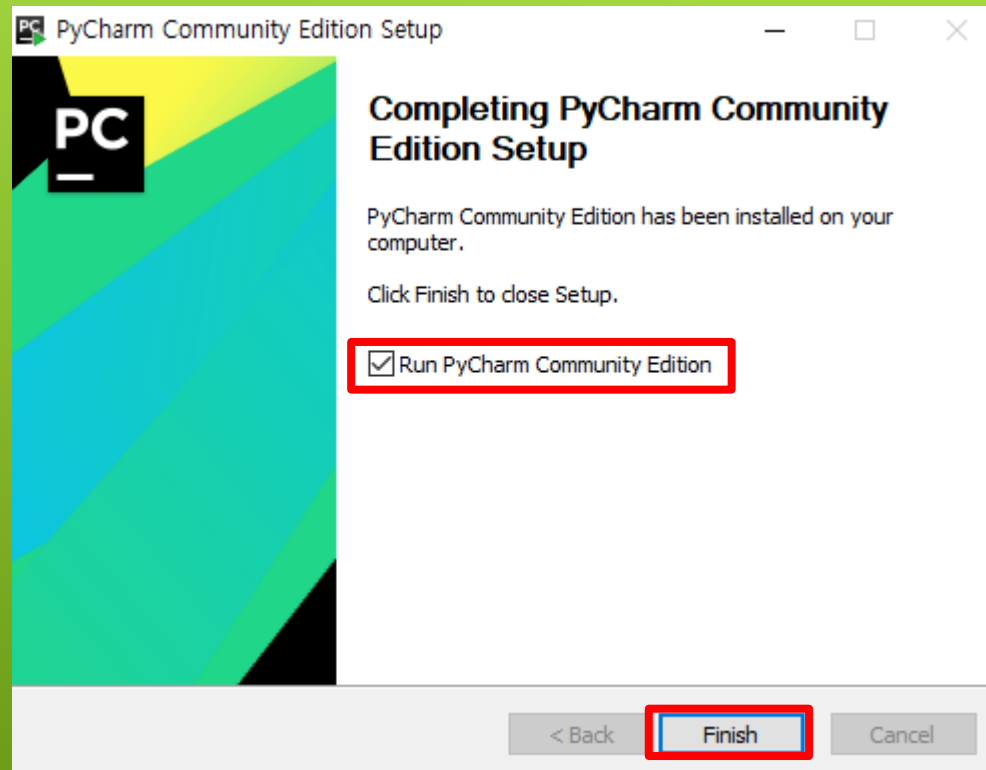 PyCharm Community Edition Setup
PC
Completing PyCharm Community
Edition Setup
PyCharm Community Edition has been installed on your
computer.
Click Finish to close Setup.
Run PyCharm Community Edition
< Back
Finish
Cancel